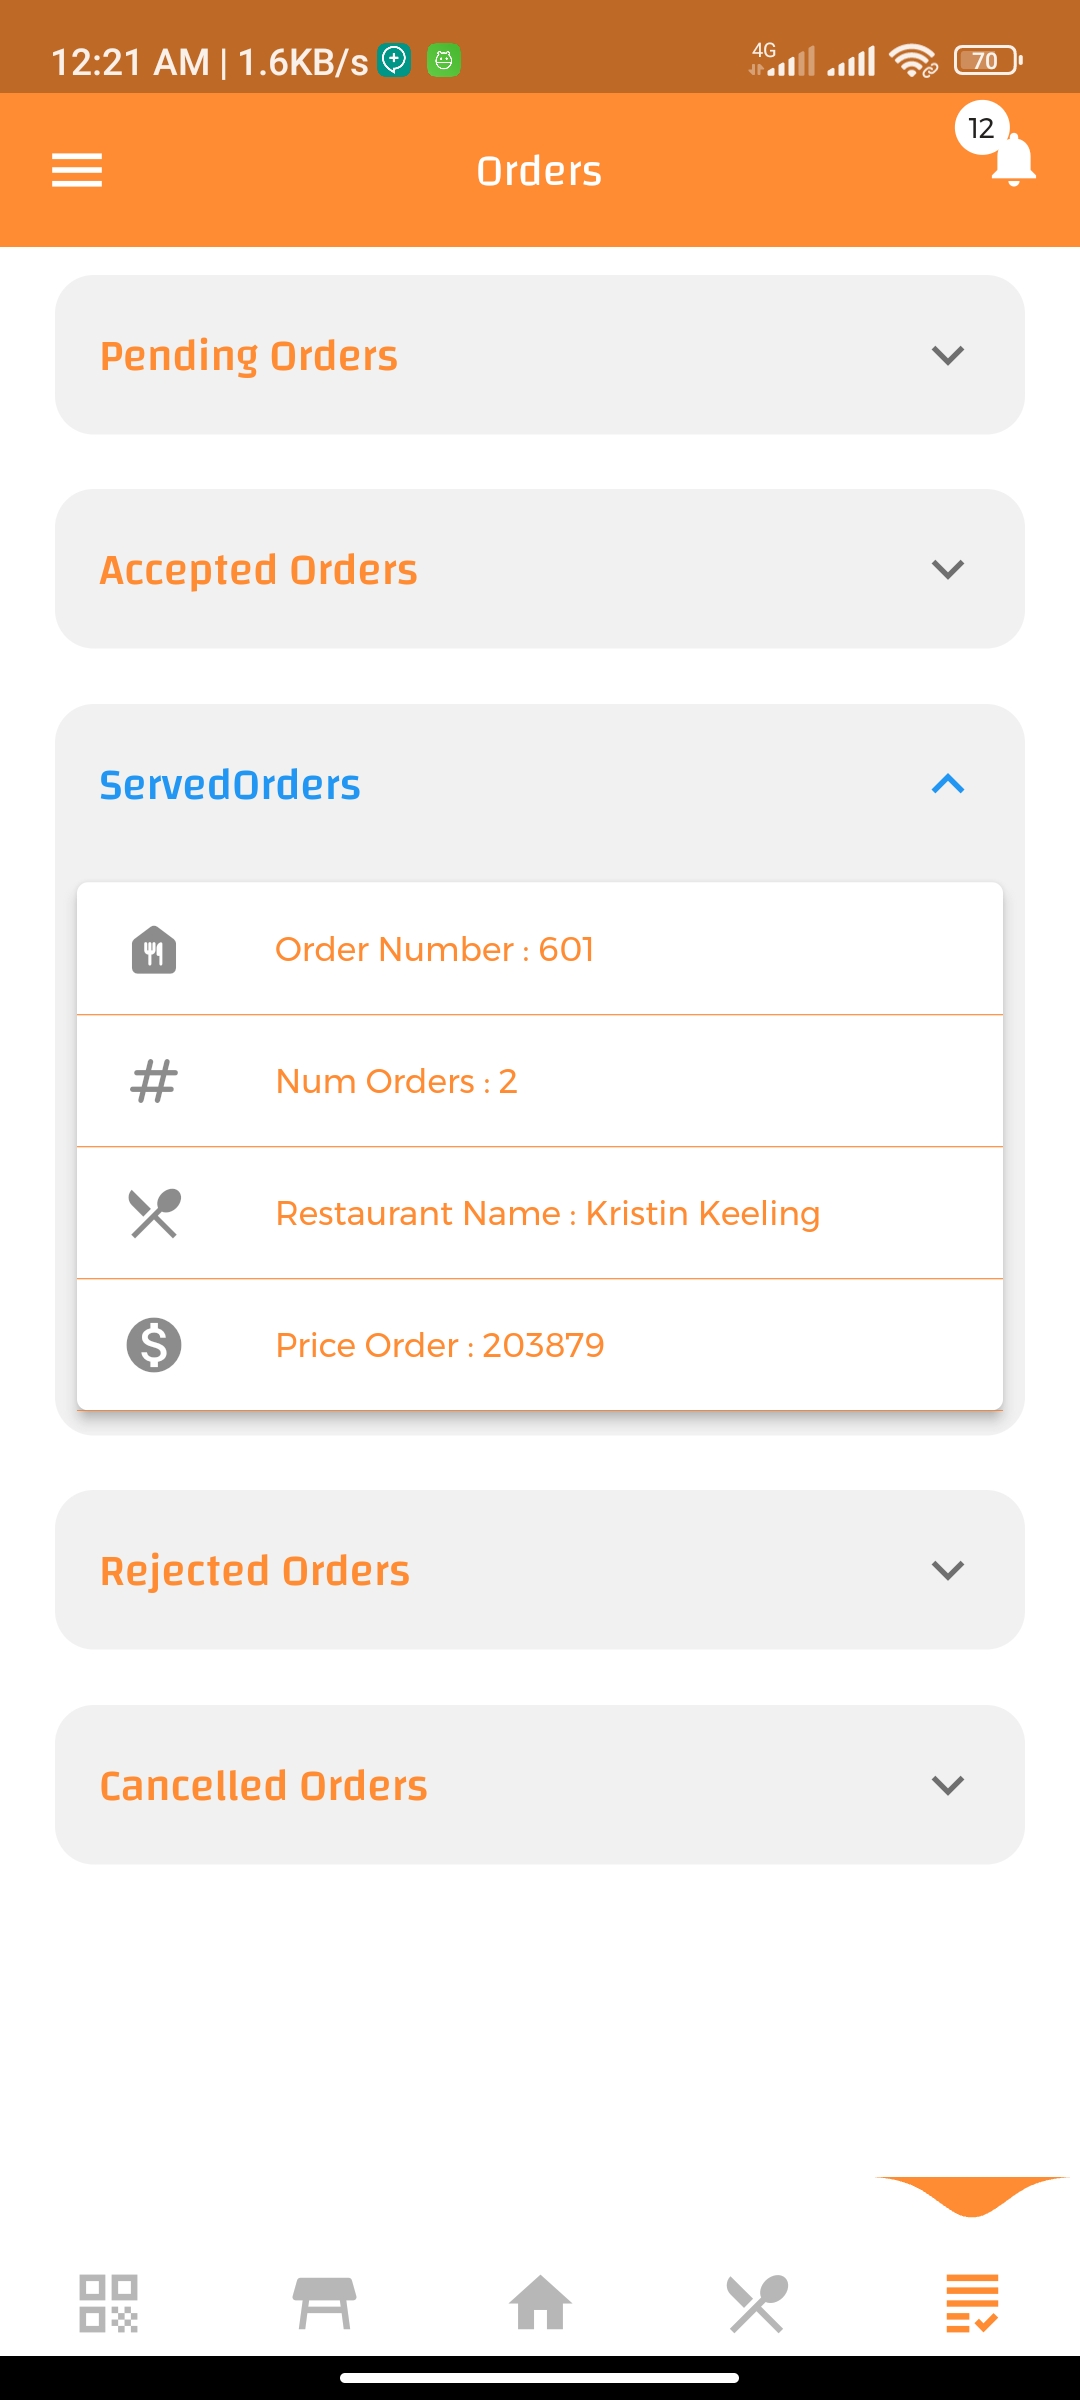 12:21 AM | 1.6KB/s
4G
70
12
Orders
Pending Orders
Accepted Orders
ServedOrders
Order Number : 601
Num Orders : 2
Restaurant Name : Kristin Keeling
Price Order : 203879
Rejected Orders
Cancelled Orders